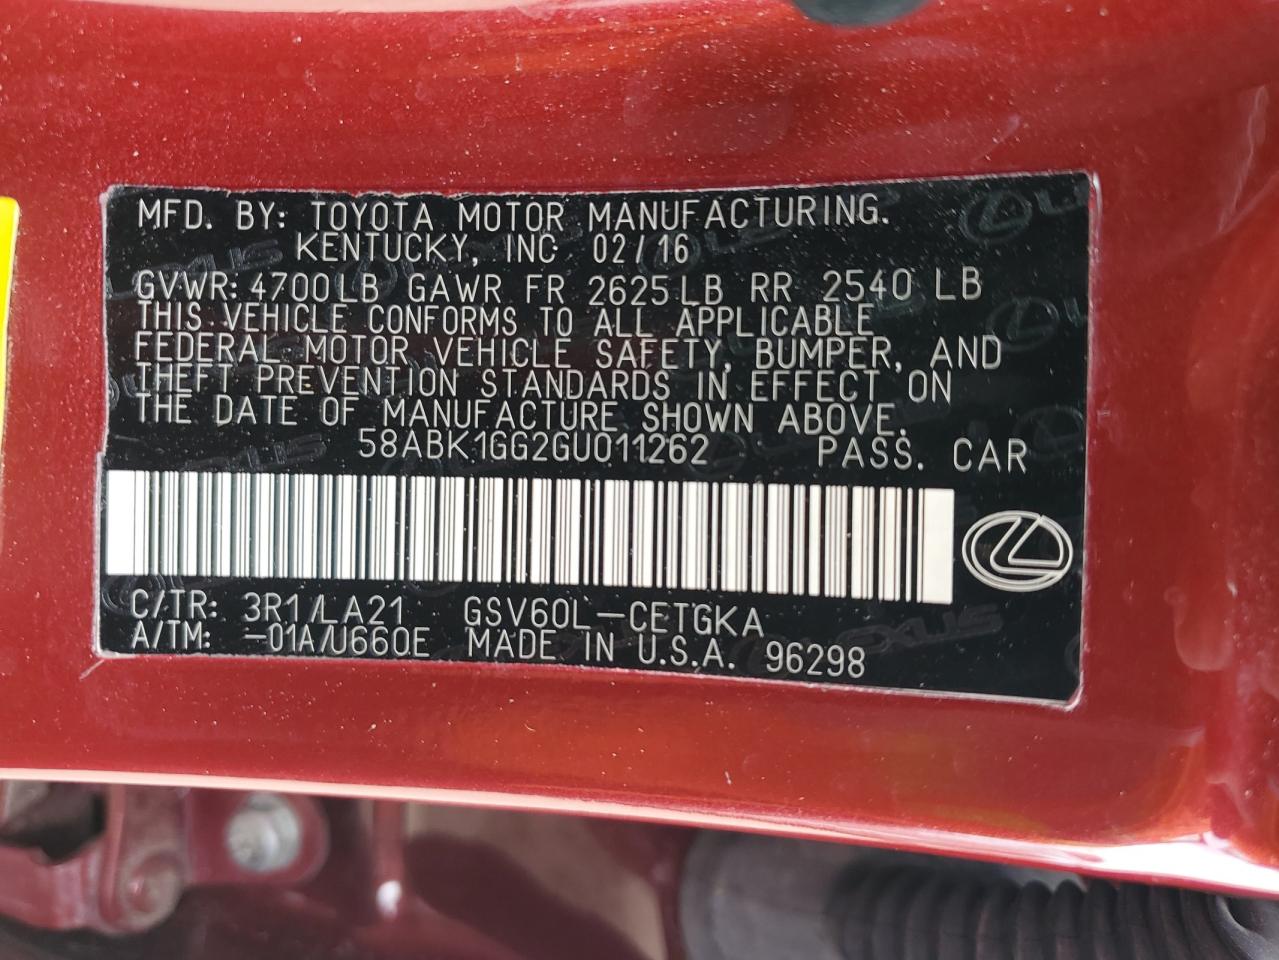 MFD. BY: TOYOTA MOTOR MANUFACTURING.
KENTUCKY, INC 02/16
GVWR: 4700LB GAWR FR 2625LB RR 2540 LB
THIS VEHICLE CONFORMS TO ALL APPLICABLE
FEDERAL MOTOR VEHICLE SAFETY, BUMPER, AND
THEFT PREVENTION STANDARDS IN EFFECT ON
THE DATE OF MANUFACTURE SHOWN ABOVE.
58ABK1GG2GU011262 PASS. CAR
C/TR: 3R1/LA21 GSV60L-CETGKA
A/TM: -01A/U660E MADE IN U.S.A. 96298